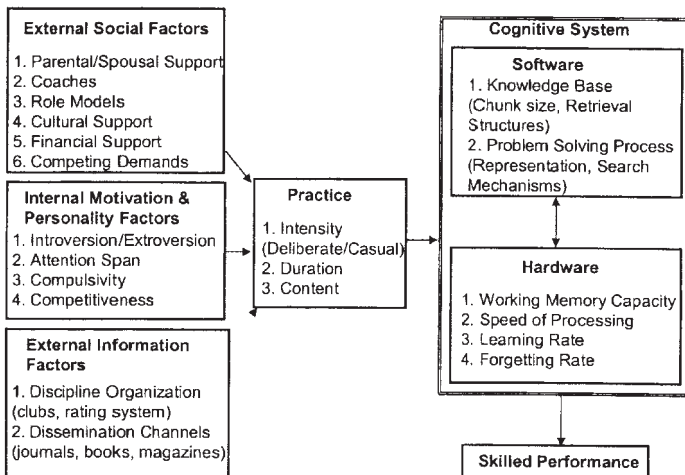 External Social Factors
1. Parental/Spousal Support
2. Coaches
3. Role Models
4. Cultural Support
5. Financial Support
6. Competing Demands
Internal Motivation &
Personality Factors
1. Introversion/Extroversion
2. Attention Span
3. Compulsivity
4. Competitiveness
External Information
Factors
1. Discipline Organization
(clubs, rating system)
2. Dissemination Channels
(journals, books, magazines)
Practice
1. Intensity
(Deliberate/Casual)
2. Duration
3. Content
Cognitive System
Software
1. Knowledge Base
(Chunk size, Retrieval
Structures)
2. Problem Solving Process
(Representation, Search
Mechanisms)
Hardware
1. Working Memory Capacity
2. Speed of Processing
3. Learning Rate
4. Forgetting Rate
Skilled Performance